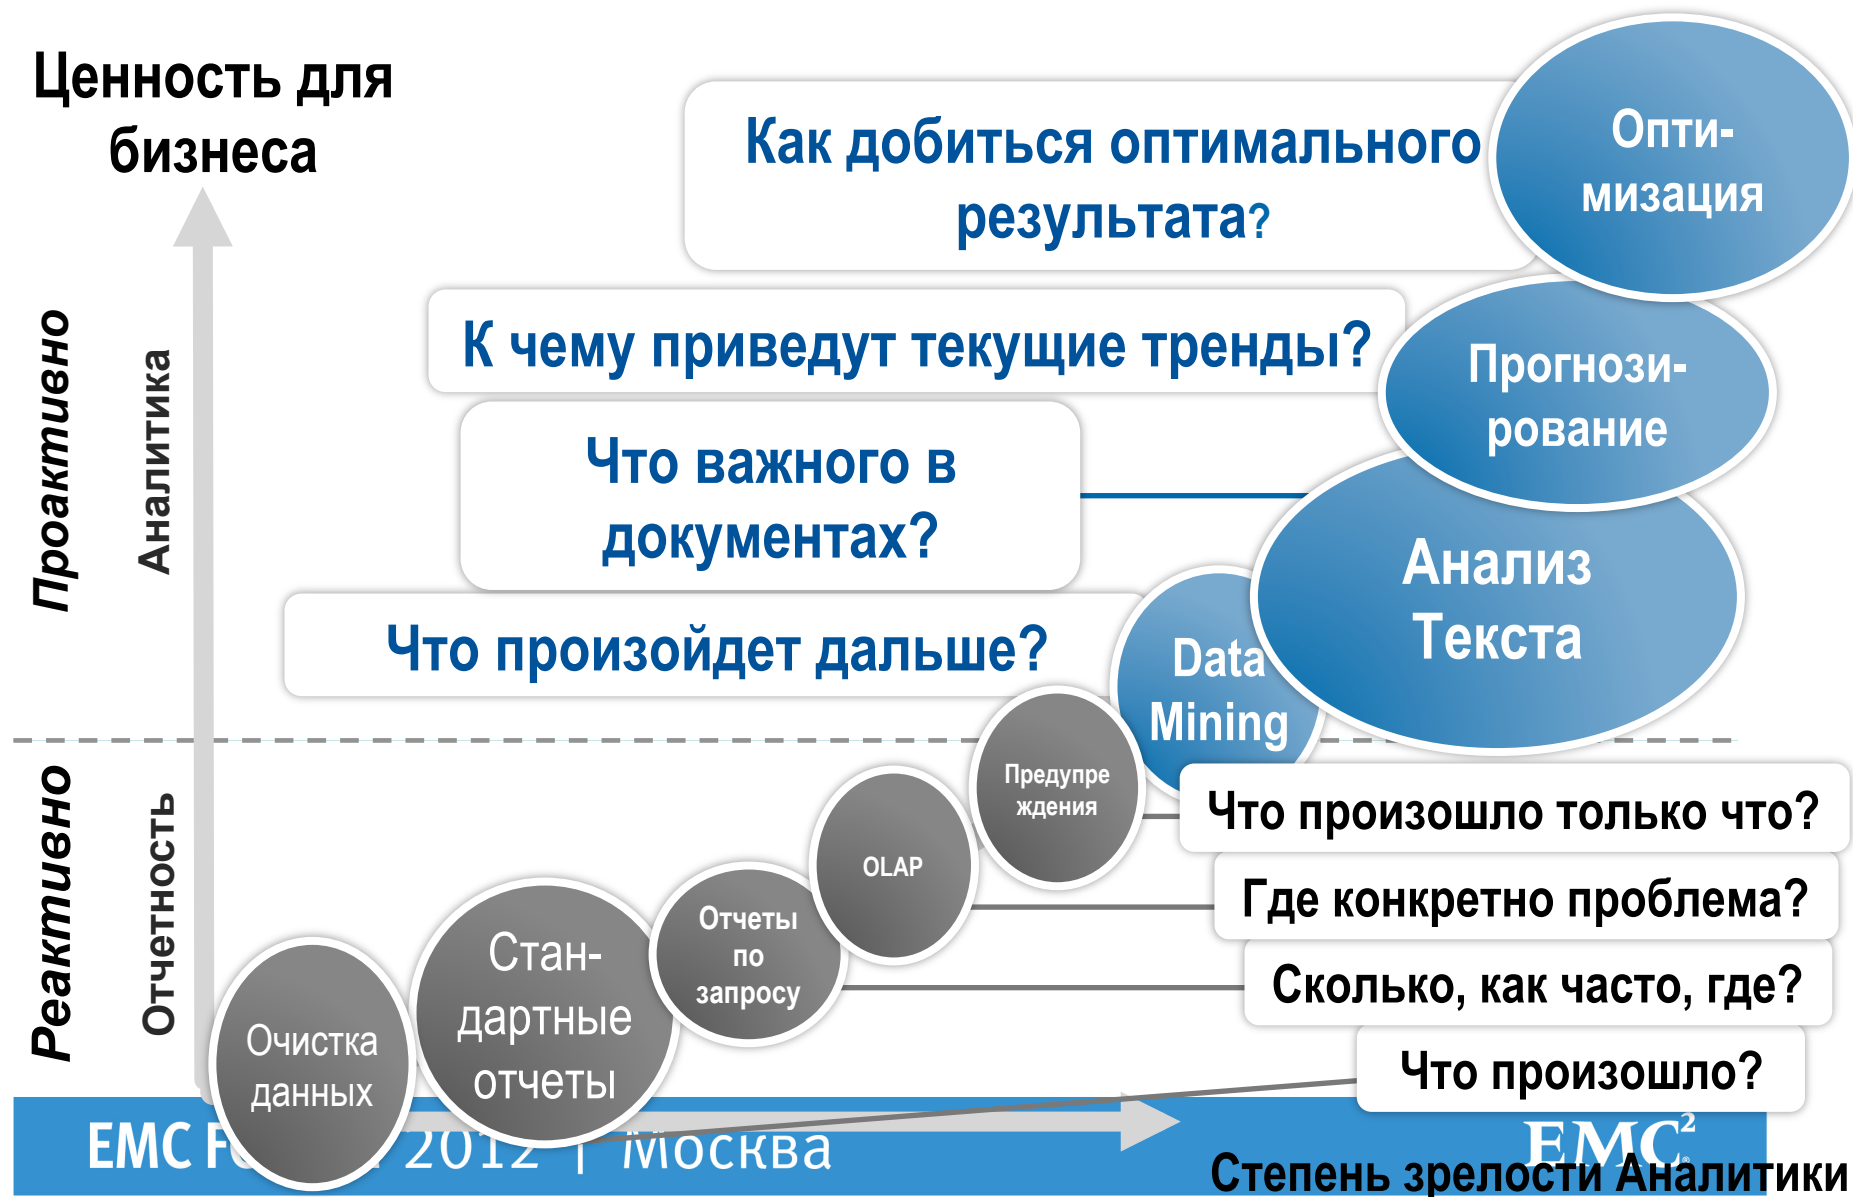 Ценность для
бизнеса
Как добиться оптимального
результата?
Опти-
мизация
К чему приведут текущие тренды?
Прогнози-
рование
Что важного в
документах?
Анализ
Текста
Что произойдет дальше?
Data
Mining
Проактивно
Аналитика
Реактивно
Отчетность
Предупре
ждения
Что произошло только что?
OLAP
Где конкретно проблема?
Отчеты
по
запросу
Сколько, как часто, где?
Стан-
дартные
отчеты
Что произошло?
Очистка
данных
EMC 2012 | Москва
EMC²
Степень зрелости Аналитики